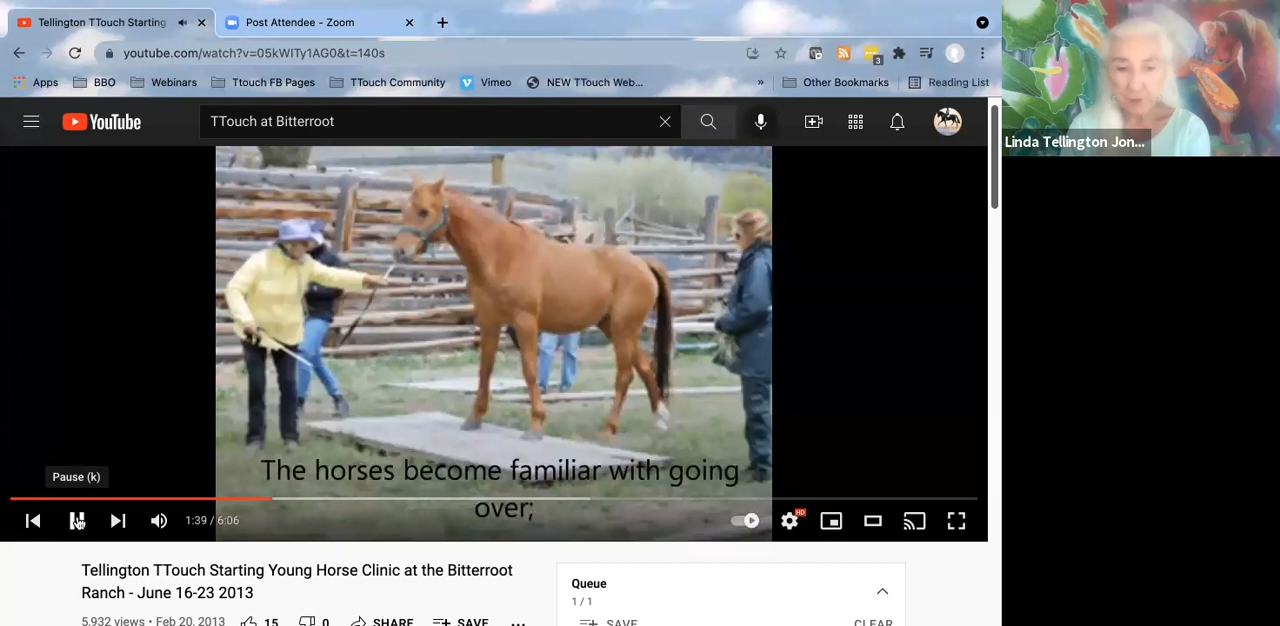 Tellington TTouch Starting
Post Attendee - Zoom
youtube.com/watch?v=05kWITy1AG0&t=140s
3
Apps
BBO
Webinars
Ttouch FB Pages
TTouch Community
Vimeo
NEW TTouch Web...
»
Other Bookmarks
Reading List
YouTube
TTouch at Bitterroot
Linda Tellington Jon...
The horses become familiar with going
over;
Pause (k)
1:39 / 6:06
HD
Tellington TTouch Starting Young Horse Clinic at the Bitterroot
Ranch - June 16-23 2013
5,932 views • Feb 20, 2013
15
0
SHARE
SAVE
...
Queue
1 / 1
SAVE
CLEAR